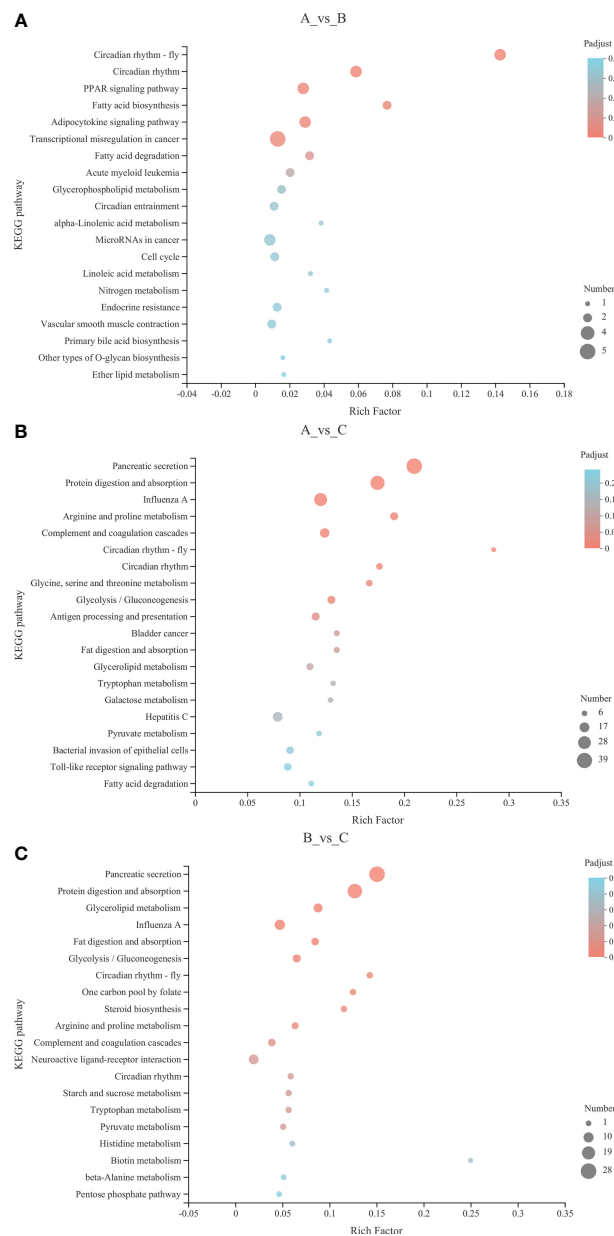 A
A_vs_B
Circadian rhythm - fly
Circadian rhythm
PPAR signaling pathway
Fatty acid biosynthesis
Adipocytokine signaling pathway
Transcriptional misregulation in cancer
Fatty acid degradation
Acute myeloid leukemia
Glycerophospholipid metabolism
Circadian entrainment
alpha-Linolenic acid metabolism
MicroRNAs in cancer
Cell cycle
Linoleic acid metabolism
Nitrogen metabolism
Endocrine resistance
Vascular smooth muscle contraction
Primary bile acid biosynthesis
Other types of O-glycan biosynthesis
Ether lipid metabolism
KEGG pathway
-0.04 -0.02 0 0.02 0.04 0.06 0.08 0.10 0.12 0.14 0.16 0.18
Rich Factor
Padjust
Number
1
2
4
5
B
A_vs_C
Pancreatic secretion
Protein digestion and absorption
Influenza A
Arginine and proline metabolism
Complement and coagulation cascades
Circadian rhythm - fly
Circadian rhythm
Glycine, serine and threonine metabolism
Glycolysis / Gluconeogenesis
Antigen processing and presentation
Bladder cancer
Fat digestion and absorption
Glycerolipid metabolism
Tryptophan metabolism
Galactose metabolism
Hepatitis C
Pyruvate metabolism
Bacterial invasion of epithelial cells
Toll-like receptor signaling pathway
Fatty acid degradation
KEGG pathway
0 0.05 0.1 0.15 0.2 0.25 0.3 0.35
Rich Factor
Padjust
0
Number
6
17
28
39
C
B_vs_C
Pancreatic secretion
Protein digestion and absorption
Glycerolipid metabolism
Influenza A
Fat digestion and absorption
Glycolysis / Gluconeogenesis
Circadian rhythm - fly
One carbon pool by folate
Steroid biosynthesis
Arginine and proline metabolism
Complement and coagulation cascades
Neuroactive ligand-receptor interaction
Circadian rhythm
Starch and sucrose metabolism
Tryptophan metabolism
Pyruvate metabolism
Histidine metabolism
Biotin metabolism
beta-Alanine metabolism
Pentose phosphate pathway
KEGG pathway
-0.05 0 0.05 0.1 0.15 0.2 0.25 0.3 0.35
Rich Factor
Padjust
Number
1
10
19
28